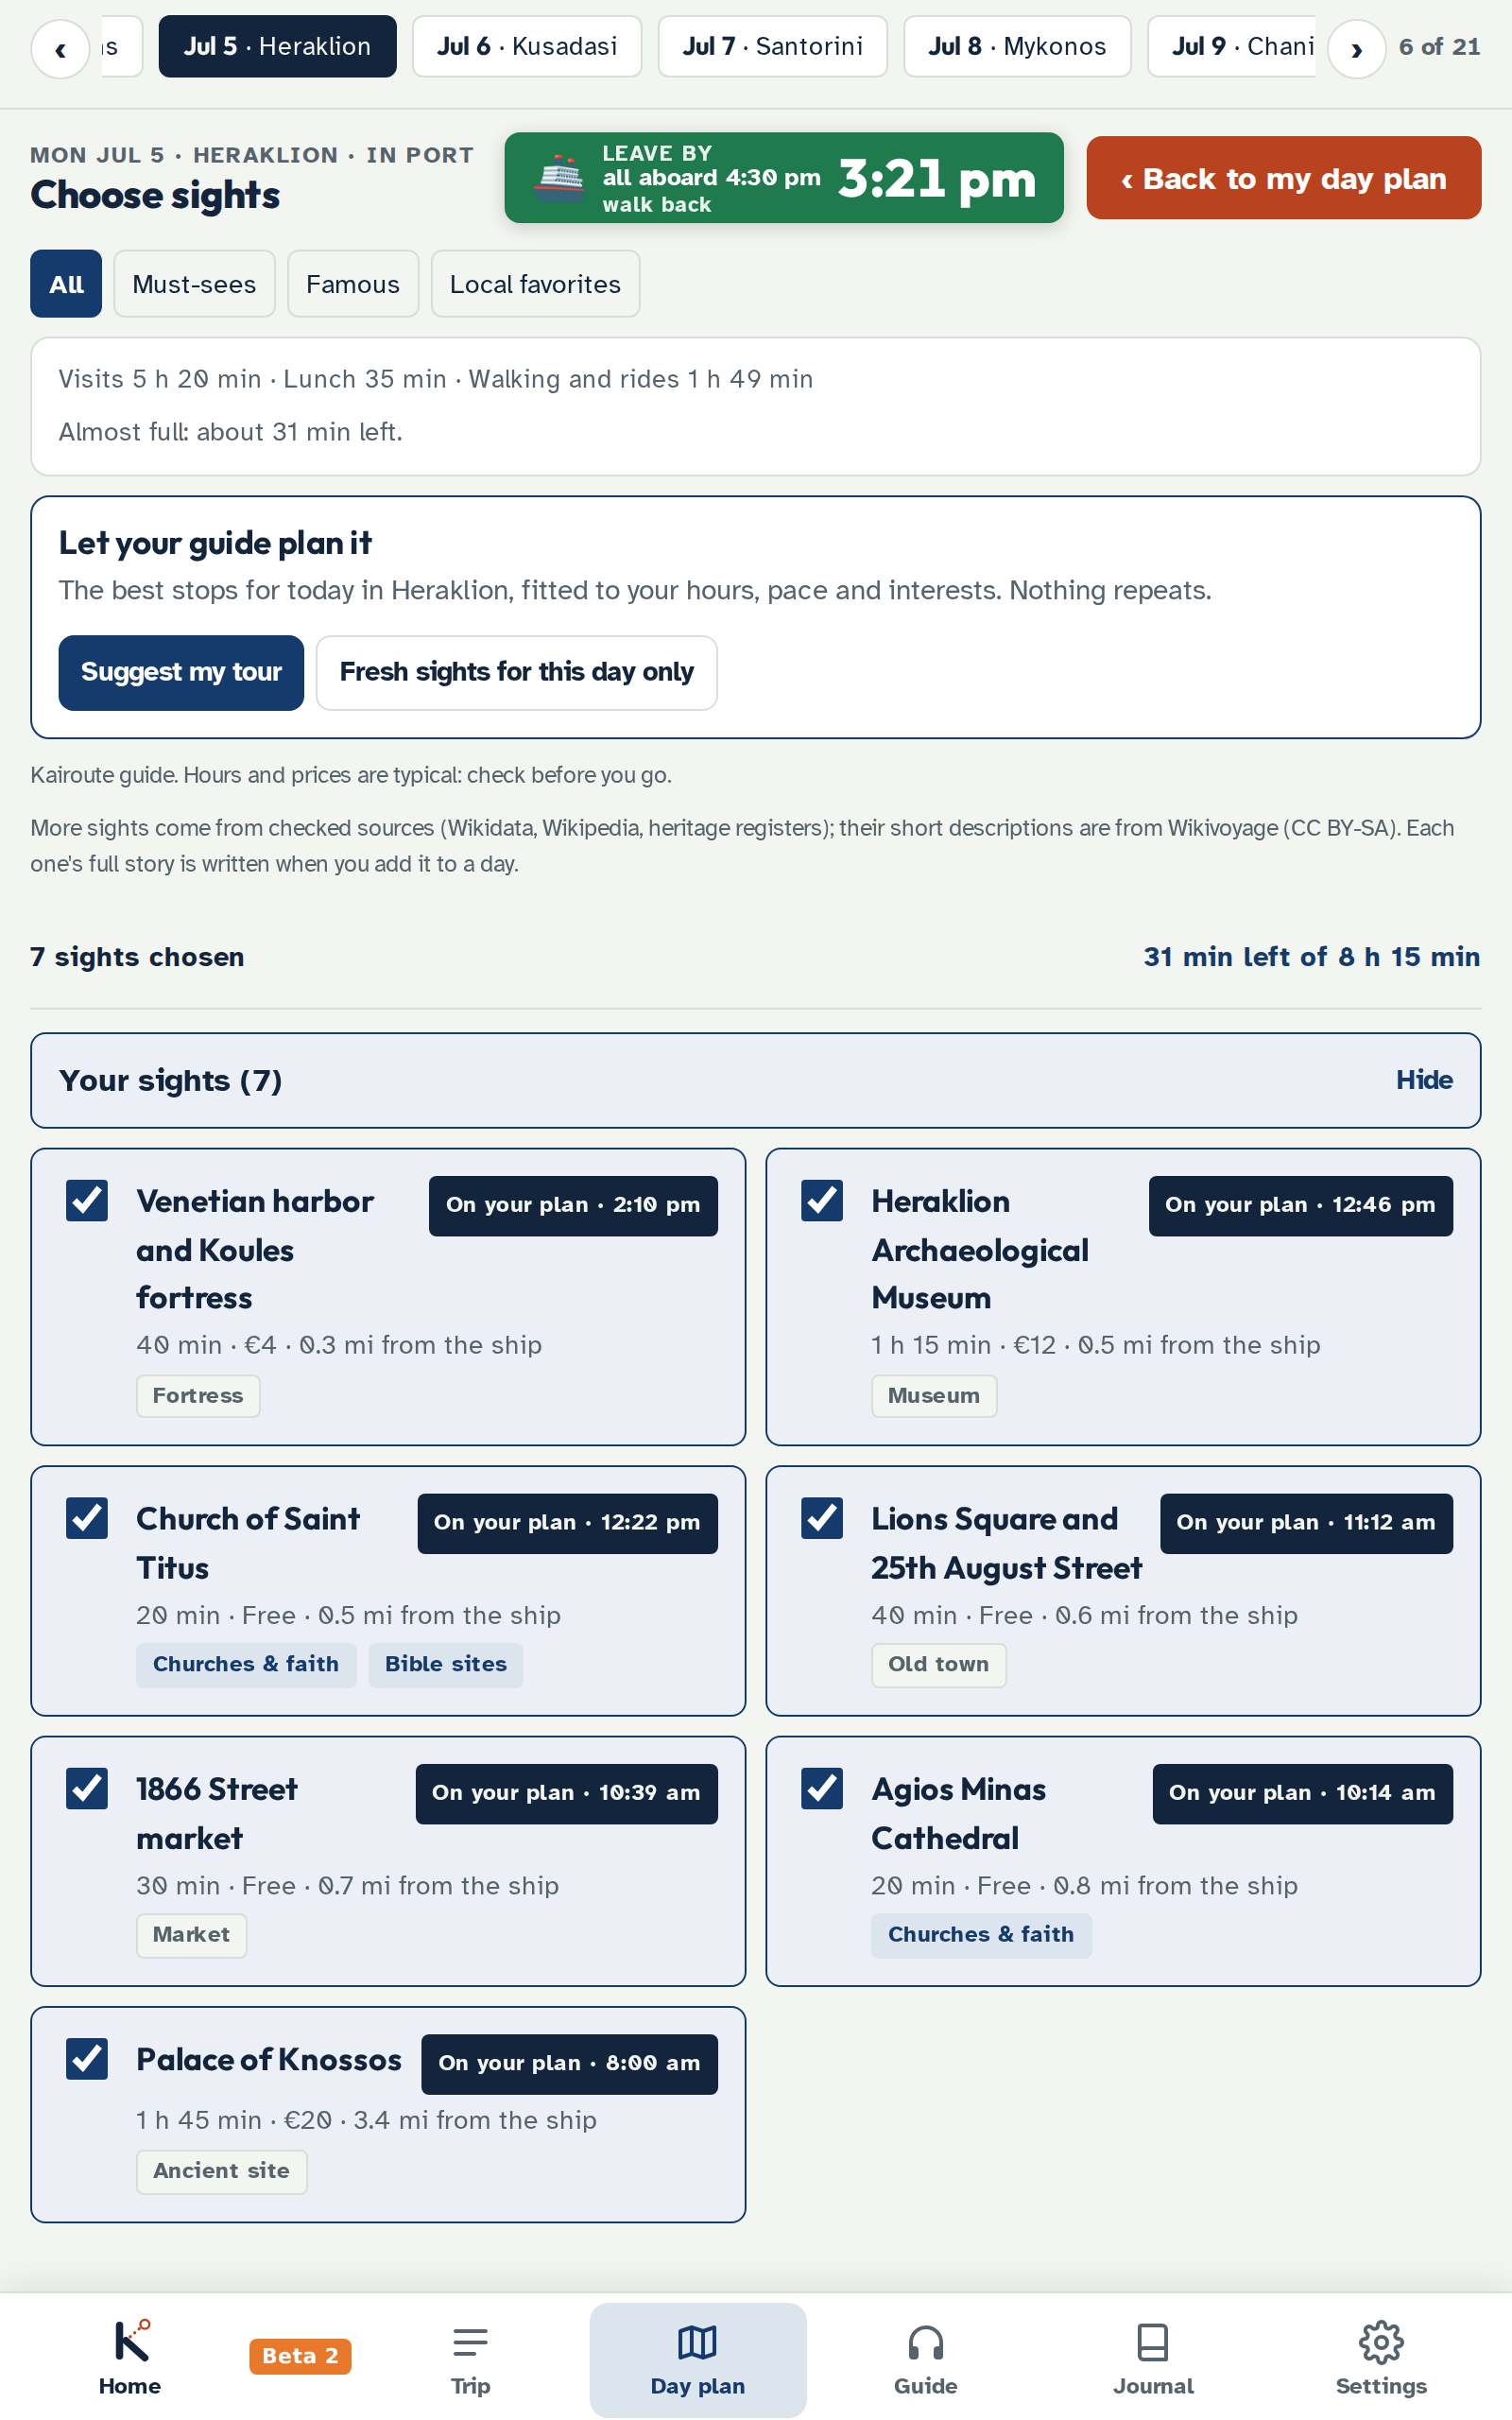 ‹
s
Jul 5 · Heraklion
Jul 6 · Kusadasi
Jul 7 · Santorini
Jul 8 · Mykonos
Jul 9 · Chani
›
6 of 21
MON JUL 5 · HERAKLION · IN PORT
Choose sights
LEAVE BY
all aboard 4:30 pm
walk back
3:21 pm
‹ Back to my day plan
All
Must-sees
Famous
Local favorites
Visits 5 h 20 min · Lunch 35 min · Walking and rides 1 h 49 min
Almost full: about 31 min left.
Let your guide plan it
The best stops for today in Heraklion, fitted to your hours, pace and interests. Nothing repeats.
Suggest my tour
Fresh sights for this day only
Kairoute guide. Hours and prices are typical: check before you go.
More sights come from checked sources (Wikidata, Wikipedia, heritage registers); their short descriptions are from Wikivoyage (CC BY-SA). Each
one's full story is written when you add it to a day.
7 sights chosen
31 min left of 8 h 15 min
Your sights (7)
Hide
Venetian harbor
and Koules
fortress
On your plan · 2:10 pm
40 min · €4 · 0.3 mi from the ship
Fortress
Heraklion
Archaeological
Museum
On your plan · 12:46 pm
1 h 15 min · €12 · 0.5 mi from the ship
Museum
Church of Saint
Titus
On your plan · 12:22 pm
20 min · Free · 0.5 mi from the ship
Churches & faith
Bible sites
Lions Square and
25th August Street
On your plan · 11:12 am
40 min · Free · 0.6 mi from the ship
Old town
1866 Street
market
On your plan · 10:39 am
30 min · Free · 0.7 mi from the ship
Market
Agios Minas
Cathedral
On your plan · 10:14 am
20 min · Free · 0.8 mi from the ship
Churches & faith
Palace of Knossos
On your plan · 8:00 am
1 h 45 min · €20 · 3.4 mi from the ship
Ancient site
Home
Beta 2
Trip
Day plan
Guide
Journal
Settings